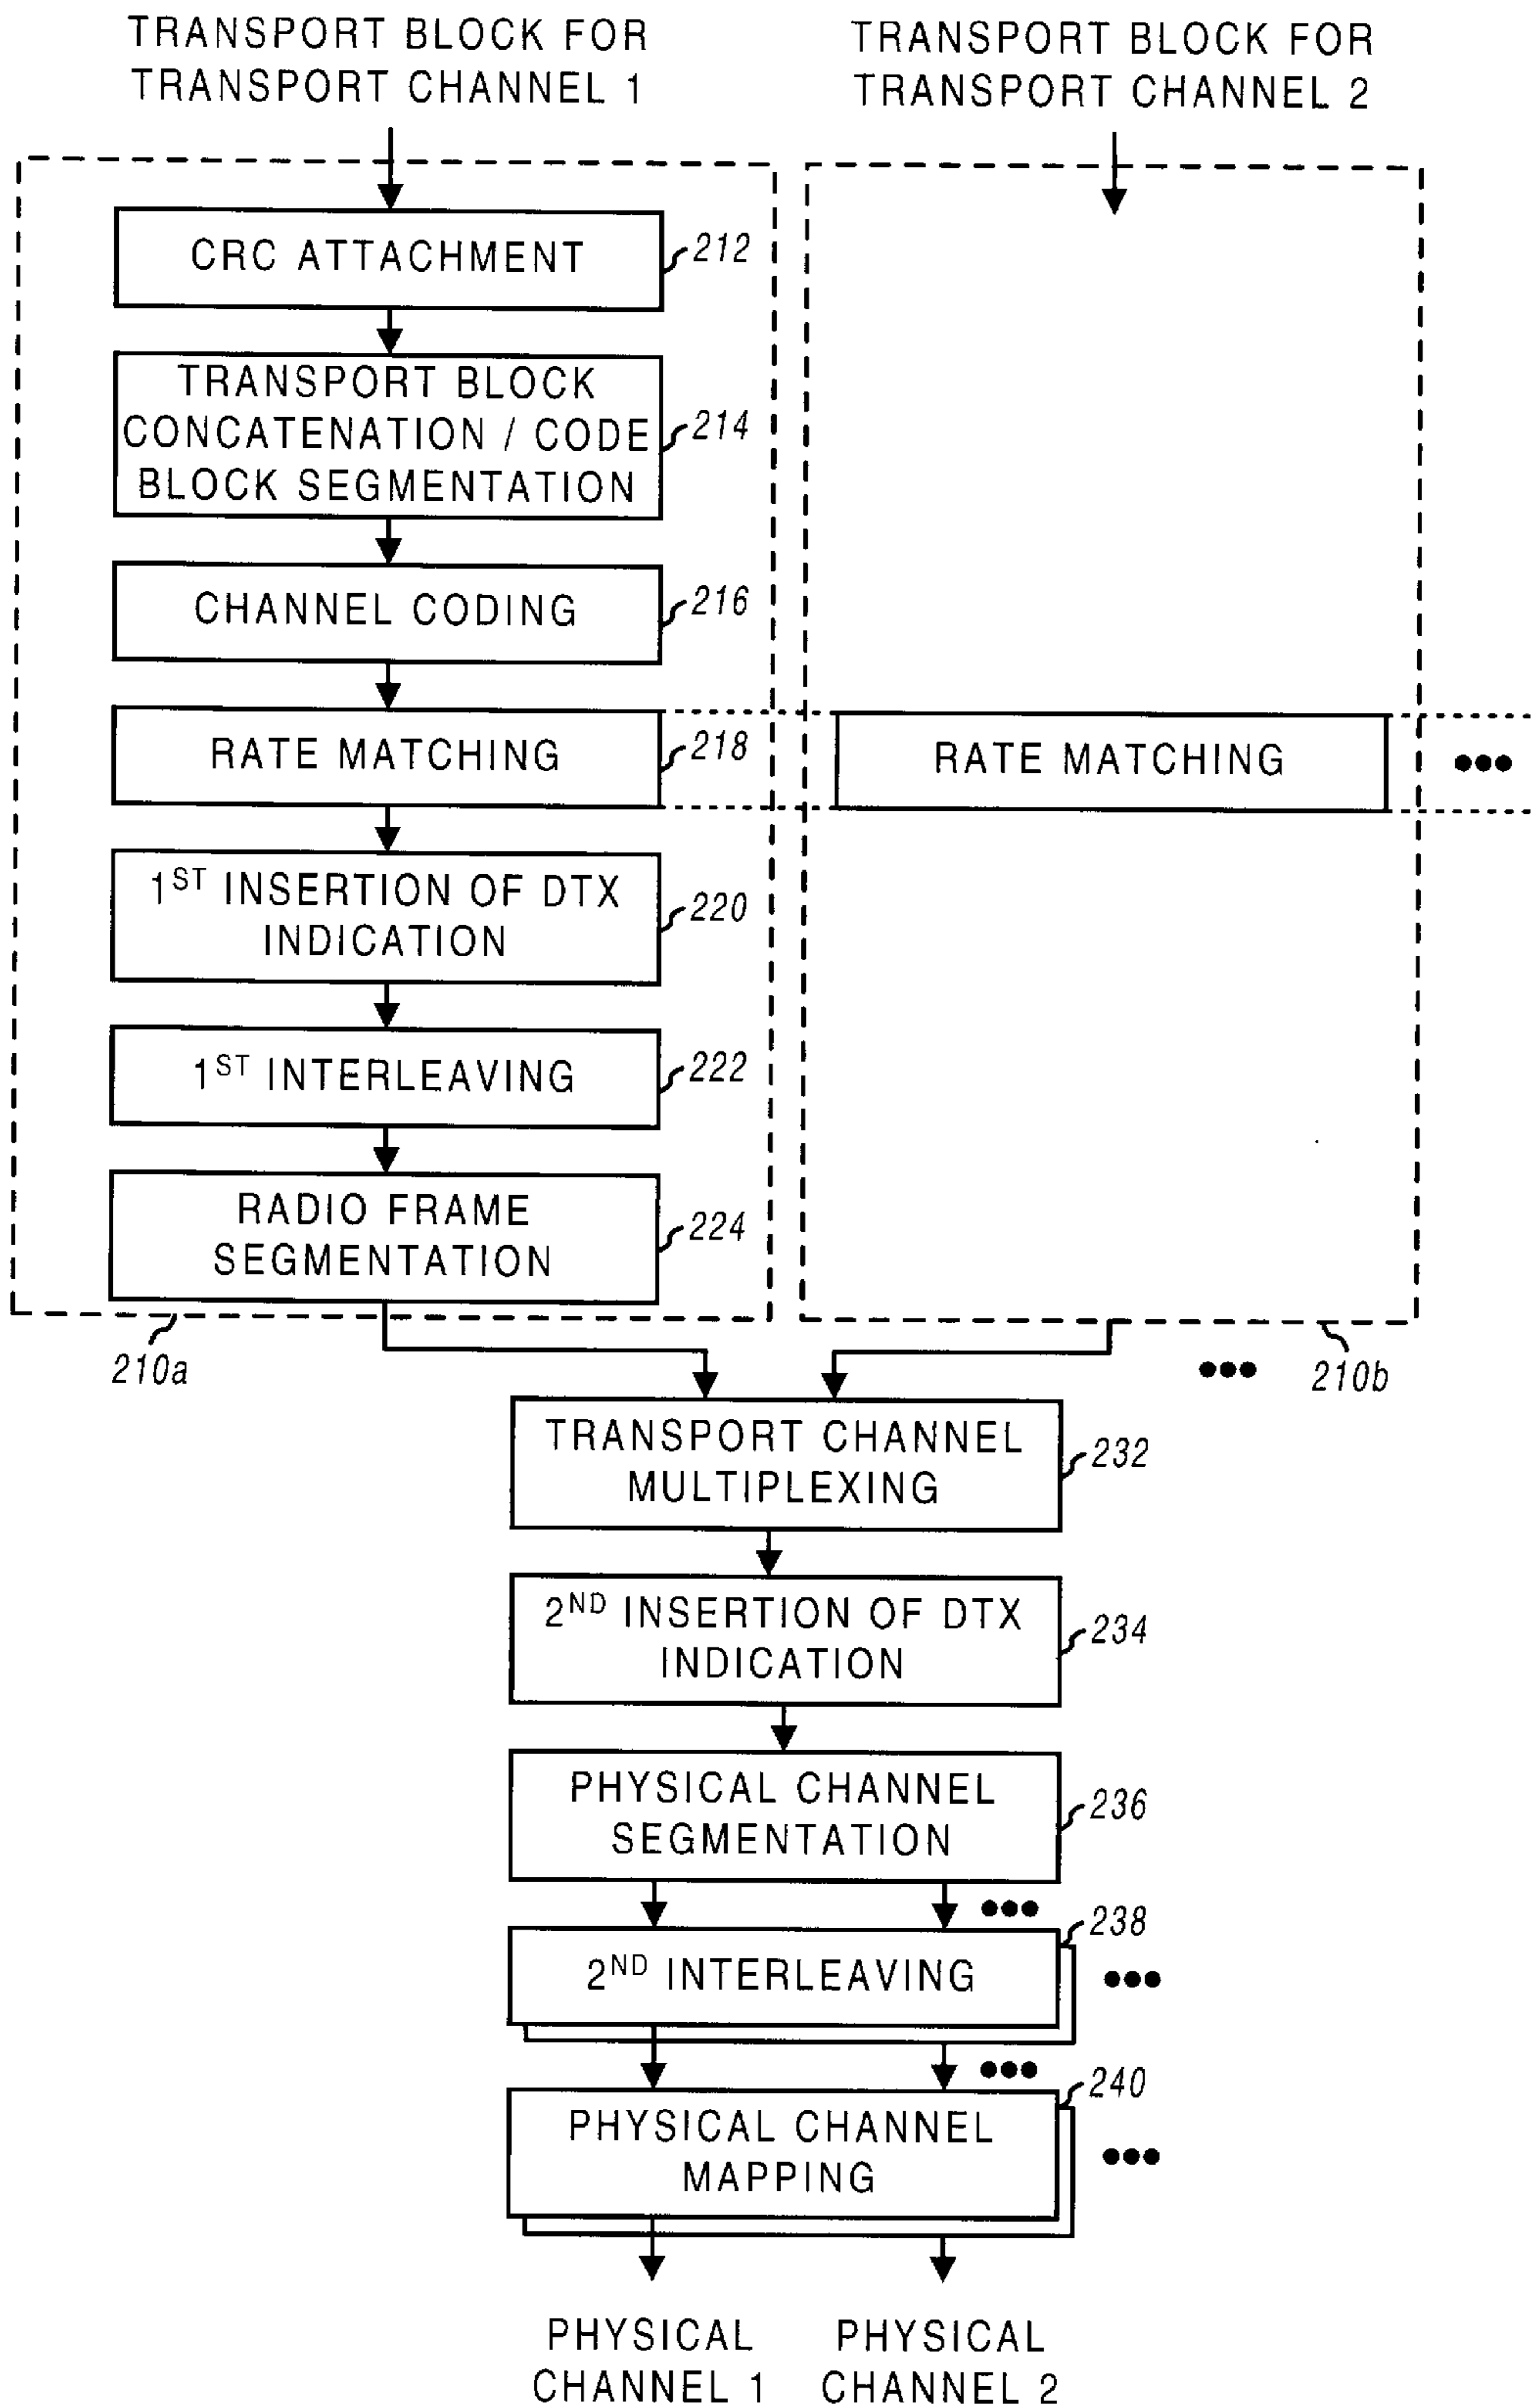 TRANSPORT BLOCK FOR
TRANSPORT CHANNEL 1
TRANSPORT BLOCK FOR
TRANSPORT CHANNEL 2
CRC ATTACHMENT
212
TRANSPORT BLOCK
CONCATENATION / CODE
BLOCK SEGMENTATION
214
CHANNEL CODING
216
RATE MATCHING
218
RATE MATCHING
1ST INSERTION OF DTX
INDICATION
220
1ST INTERLEAVING
222
RADIO FRAME
SEGMENTATION
224
210a
210b
TRANSPORT CHANNEL
MULTIPLEXING
232
2ND INSERTION OF DTX
INDICATION
234
PHYSICAL CHANNEL
SEGMENTATION
236
2ND INTERLEAVING
238
PHYSICAL CHANNEL
MAPPING
240
PHYSICAL
CHANNEL 1
PHYSICAL
CHANNEL 2